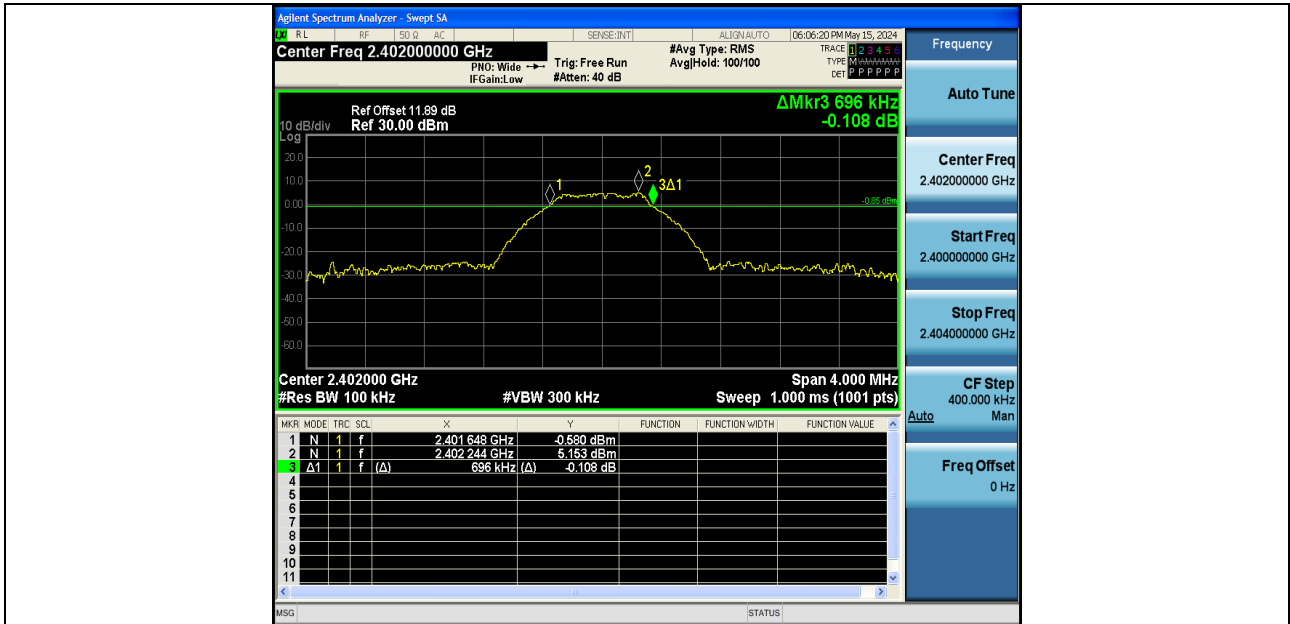 Agilent Spectrum Analyzer - Swept SA
LXI RL RF 50 Ω AC SENSE:INT ALIGN AUTO 06:06:20 PM May 15, 2024
Center Freq 2.402000000 GHz
PNO: Wide
IFGain:Low
Trig: Free Run
#Atten: 40 dB
#Avg Type: RMS
Avg|Hold: 100/100
TRACE 1 2 3 4 5 6
TYPE M WWWWW
DET P P P P P P
Ref Offset 11.89 dB
Ref 30.00 dBm
10 dB/div
Log
ΔMkr3 696 kHz
-0.108 dB
20.0
10.0
0.00
-10.0
-20.0
-30.0
-40.0
-50.0
-60.0
1
2
3Δ1
-0.85 dBm
Center 2.402000 GHz
Span 4.000 MHz
#Res BW 100 kHz
#VBW 300 kHz
Sweep 1.000 ms (1001 pts)
MKR MODE TRC SCL X Y FUNCTION FUNCTION WIDTH FUNCTION VALUE
1 N 1 f 2.401 648 GHz -0.580 dBm
2 N 1 f 2.402 244 GHz 5.153 dBm
3 Δ1 1 f (Δ) 696 kHz (Δ) -0.108 dB
4
5
6
7
8
9
10
11
MSG
STATUS
Frequency
Auto Tune
Center Freq
2.402000000 GHz
Start Freq
2.400000000 GHz
Stop Freq
2.404000000 GHz
CF Step
400.000 kHz
Auto Man
Freq Offset
0 Hz